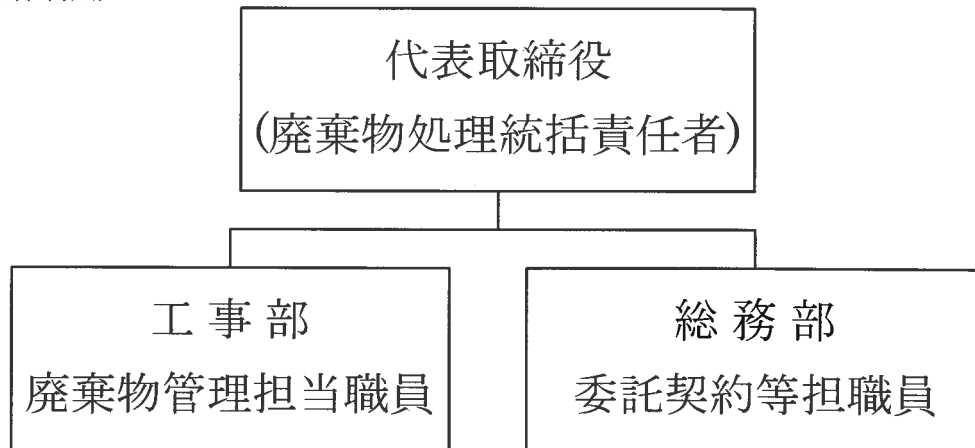 代表取締役
(廃棄物処理統括責任者)
工事部
廃棄物管理担当職員
総務部
委託契約等担職員